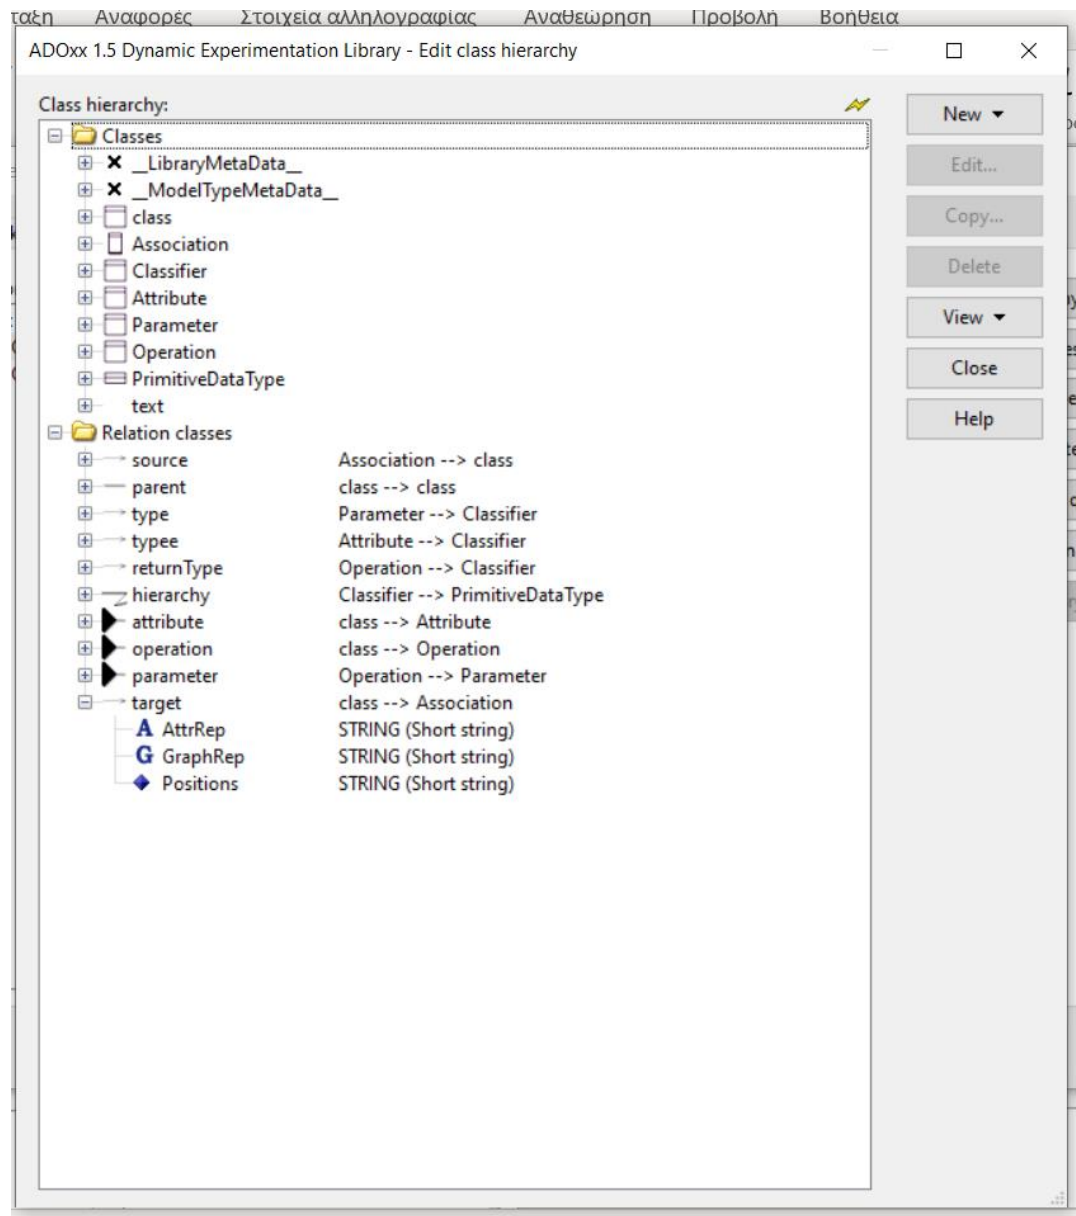 ταξη Αναφορές Στοιχεία αλληλογραφίας Αναθεώρηση Προβολή Βοήθεια
ADOxx 1.5 Dynamic Experimentation Library - Edit class hierarchy
Class hierarchy:
New
Classes
__LibraryMetaData__
Edit...
__ModelTypeMetaData__
class
Copy...
Association
Classifier
Delete
Attribute
Parameter
View
Operation
PrimitiveDataType
Close
text
Help
Relation classes
source Association --> class
parent class --> class
type Parameter --> Classifier
typee Attribute --> Classifier
returnType Operation --> Classifier
hierarchy Classifier --> PrimitiveDataType
attribute class --> Attribute
operation class --> Operation
parameter Operation --> Parameter
target class --> Association
A AttrRep STRING (Short string)
G GraphRep STRING (Short string)
Positions STRING (Short string)